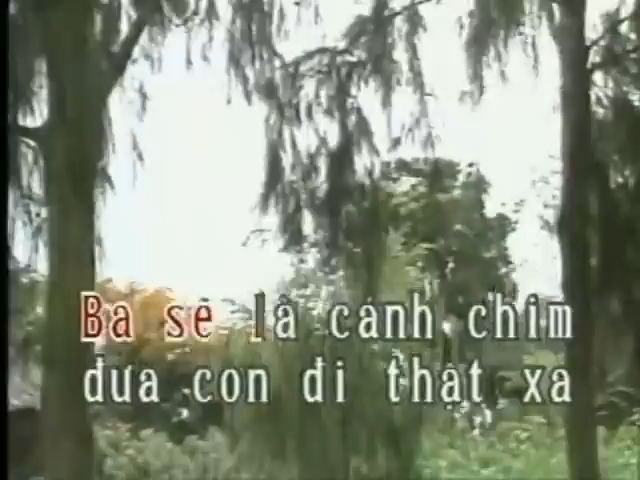 Ba sẽ là cánh chim
đưa con đi thật xa